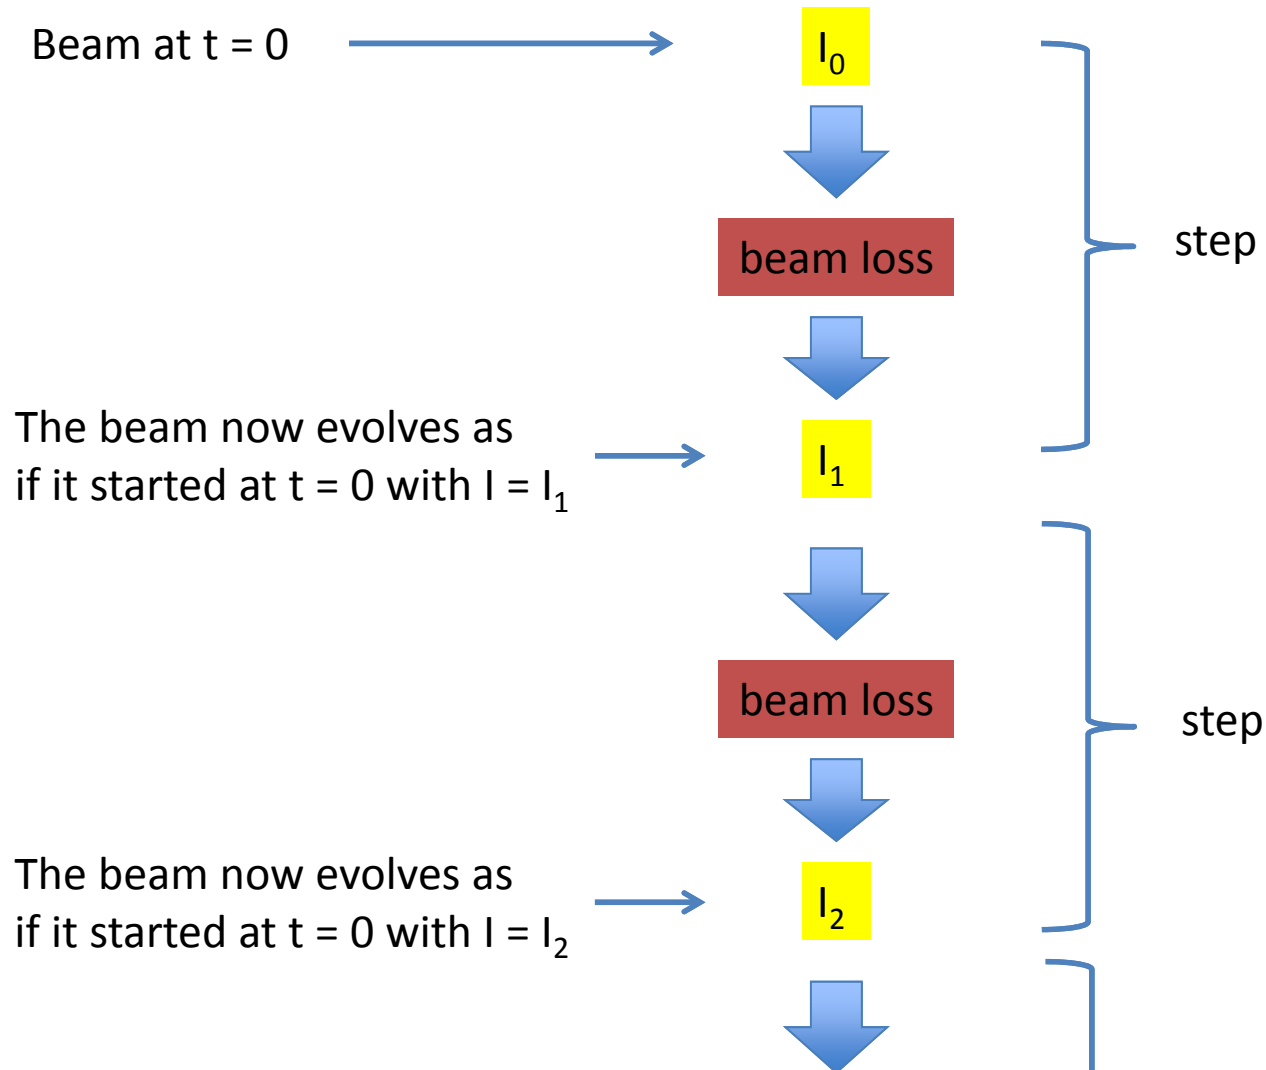 Beam at t = 0
I₀
beam loss
step
The beam now evolves as
if it started at t = 0 with I = I₁
I₁
beam loss
step
The beam now evolves as
if it started at t = 0 with I = I₂
I₂